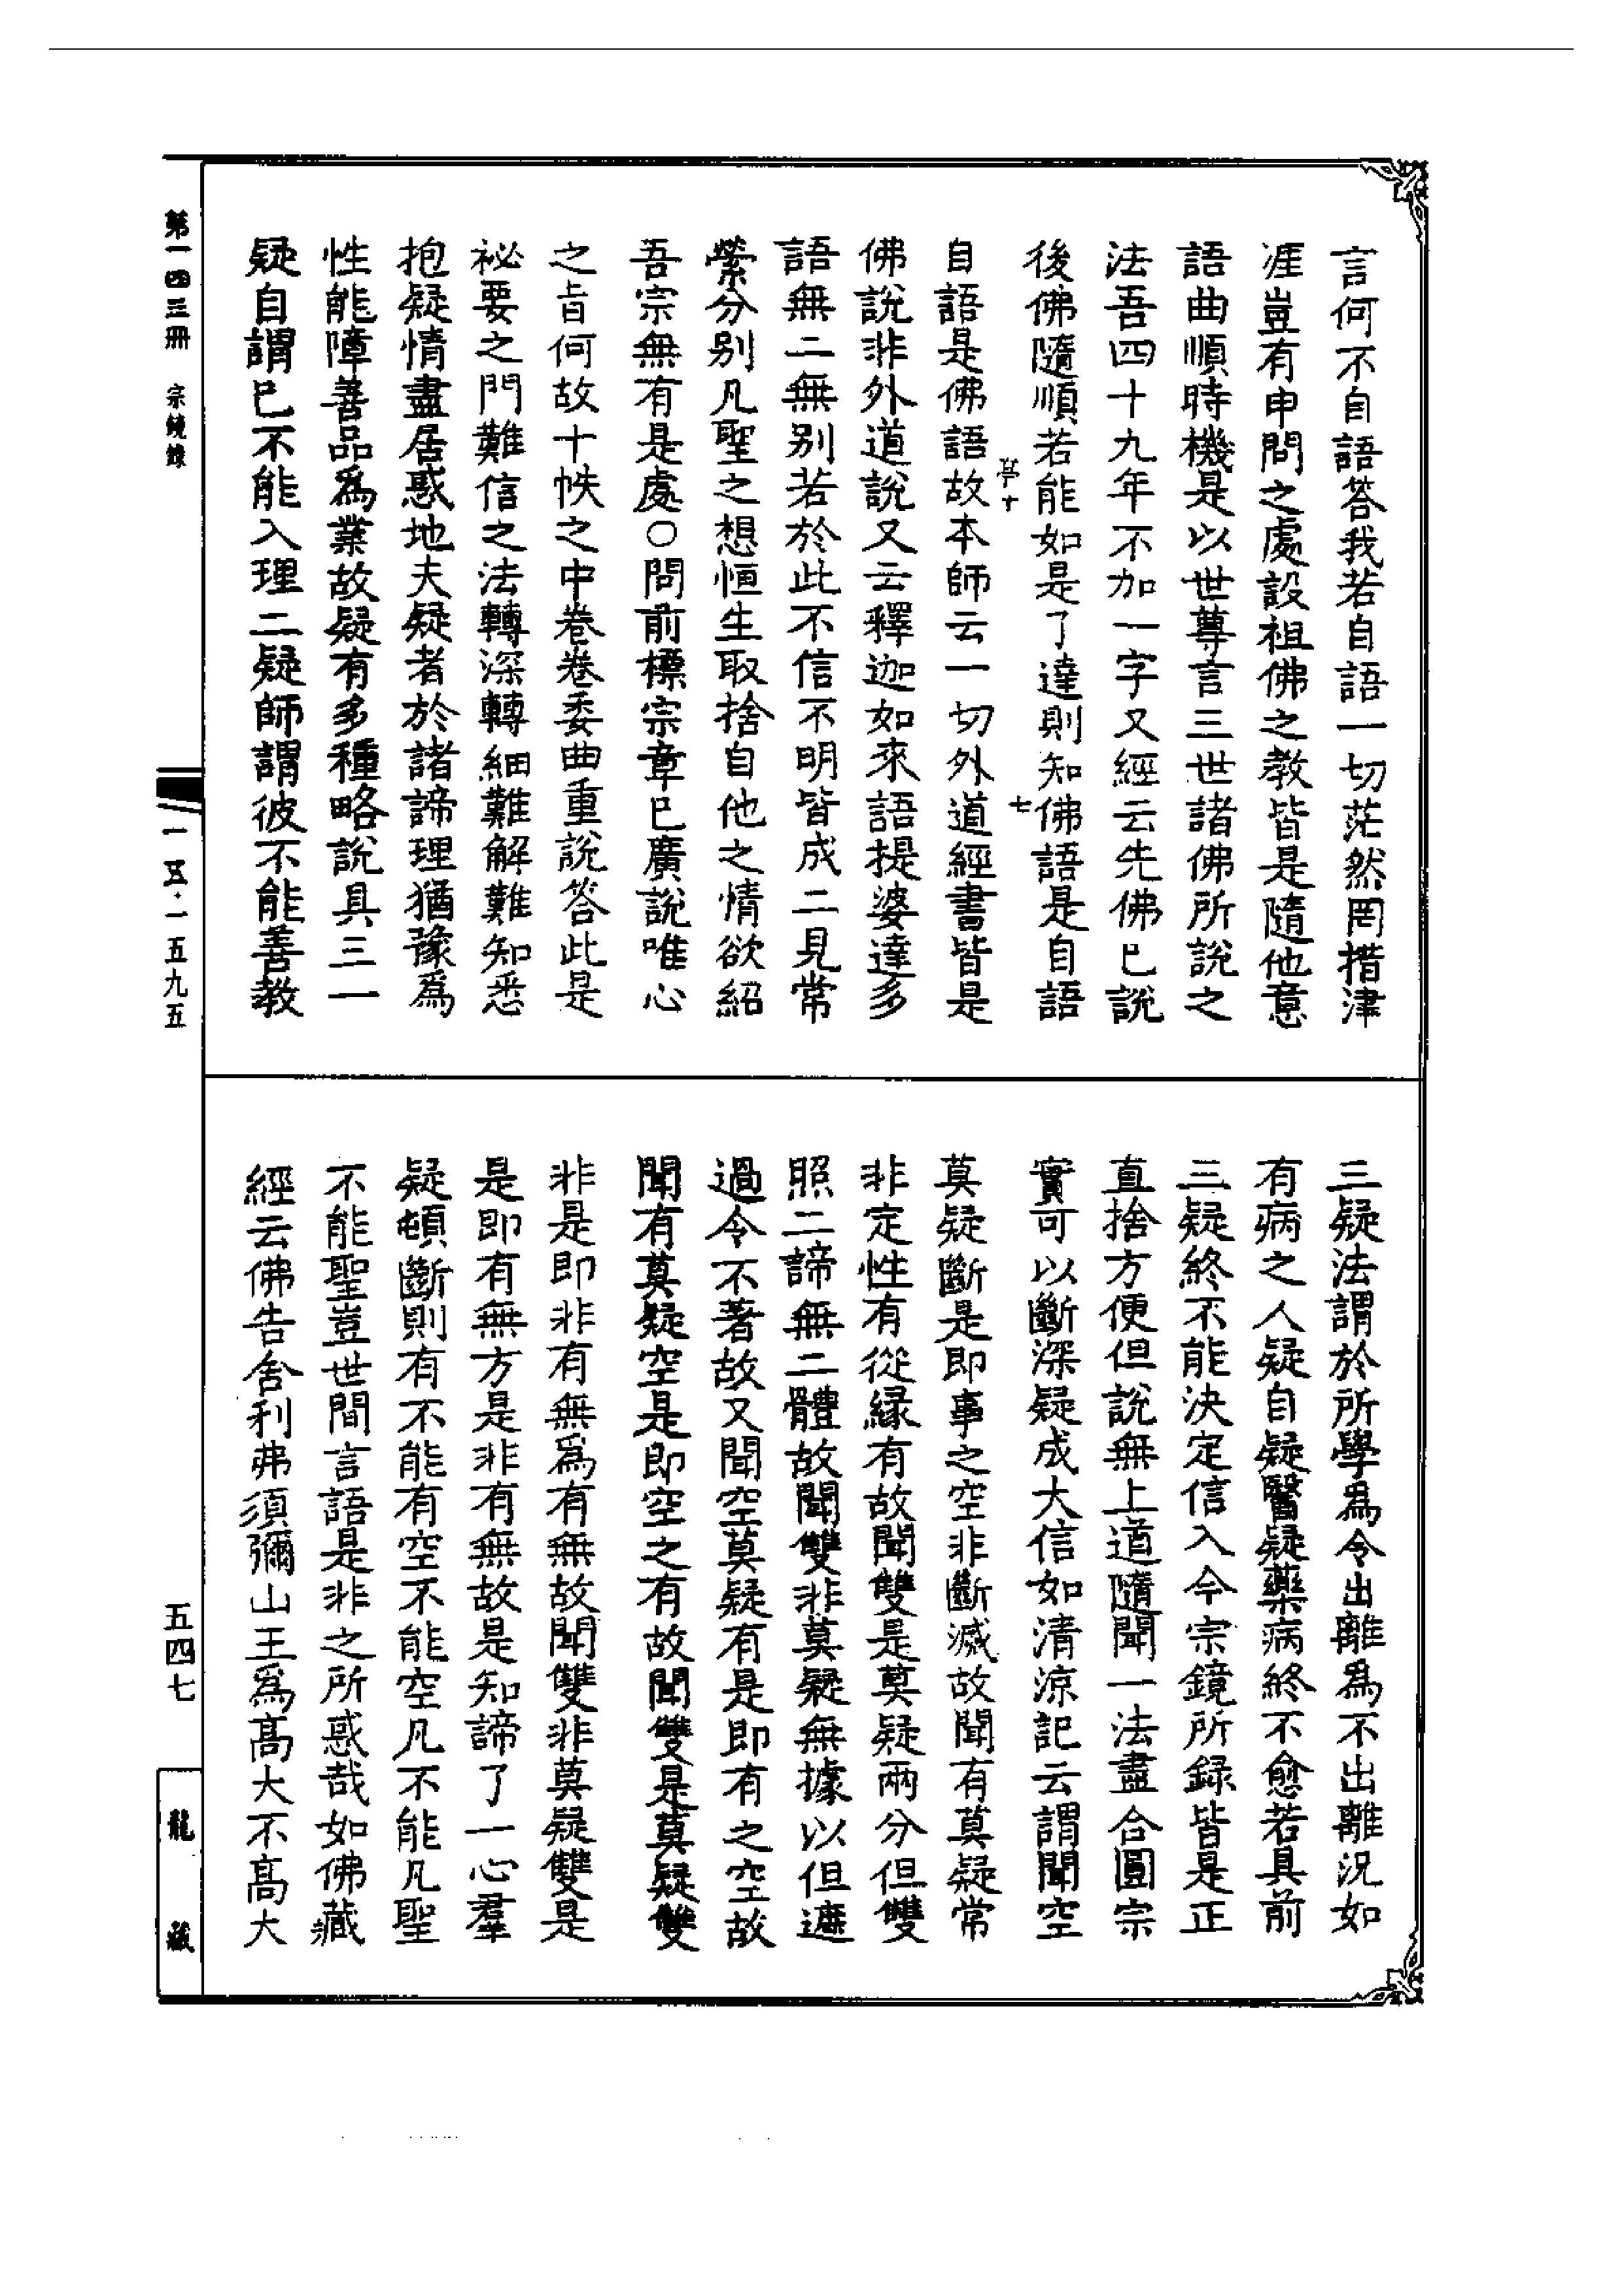 言何不自語答我若自語一切茫然罔措津
涯豈有申問之處設祖佛之教皆是隨他意
語曲順時機是以世尊言三世諸佛所說之
法吾四十九年不加一字又經云先佛已說
後佛隨順若能如是了達則知佛語是自語
七
自語是佛語故本師云一切外道經書皆是
佛說非外道說又云釋迦如來語提婆達多
語無二無別若於此不信不明皆成二見常
縈分別凡聖之想恒生取捨自他之情欲紹
吾宗無有是處○問前標宗章已廣說唯心
之旨何故十帙之中卷卷委曲重說答此是
祕要之門難信之法轉深轉細難解難知悉
抱疑情盡居惑地夫疑者於諸諦理猶豫為
性能障善品為業故疑有多種略說具三一
疑自謂已不能入理二疑師謂彼不能善教
三疑法謂於所學為令出離為不出離況如
有病之人疑自疑醫疑藥病終不愈若具前
三疑終不能決定信入今宗鏡所錄皆是正
直捨方便但說無上道隨聞一法盡合圓宗
實可以斷深疑成大信如清涼記云謂聞空
莫疑斷是即事之空非斷滅故聞有莫疑常
非定性有從緣有故聞雙是莫疑兩分但雙
照二諦無二體故聞雙非莫疑無據以但遮
過令不著故又聞空莫疑有是即有之空故
聞有莫疑空是即空之有故聞雙是莫疑雙
非是即非有無為有無故聞雙非莫疑雙是
是即有無方是非有無故是知諦了一心羣
疑頓斷則有不能有空不能空凡不能凡聖
不能聖豈世間言語是非之所惑哉如佛藏
經云佛告舍利弗須彌山王為高大不高大
第一四三冊 宗鏡錄
一五·一五九五
五四七
龍藏